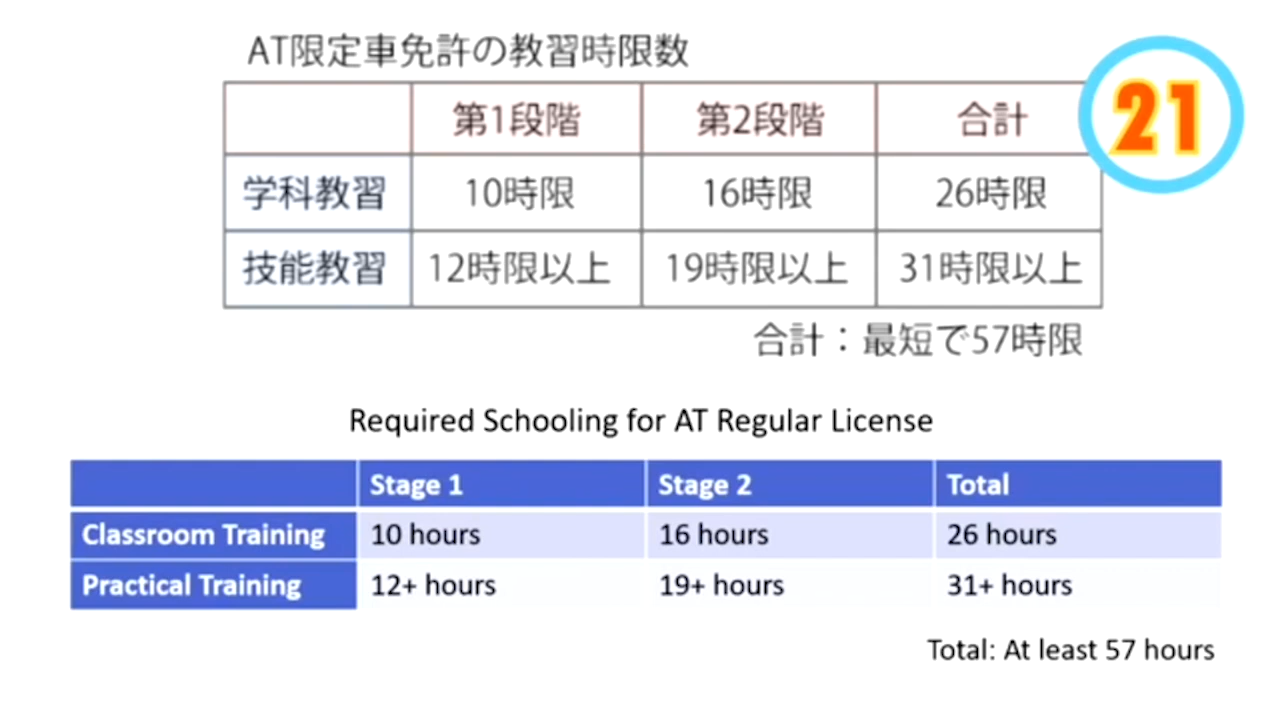 AT限定車免許の教習時限数
21
第1段階 第2段階 合計
学科教習 10時限 16時限 26時限
技能教習 12時限以上 19時限以上 31時限以上
合計：最短で57時限
Required Schooling for AT Regular License
Stage 1 Stage 2 Total
Classroom Training 10 hours 16 hours 26 hours
Practical Training 12+ hours 19+ hours 31+ hours
Total: At least 57 hours